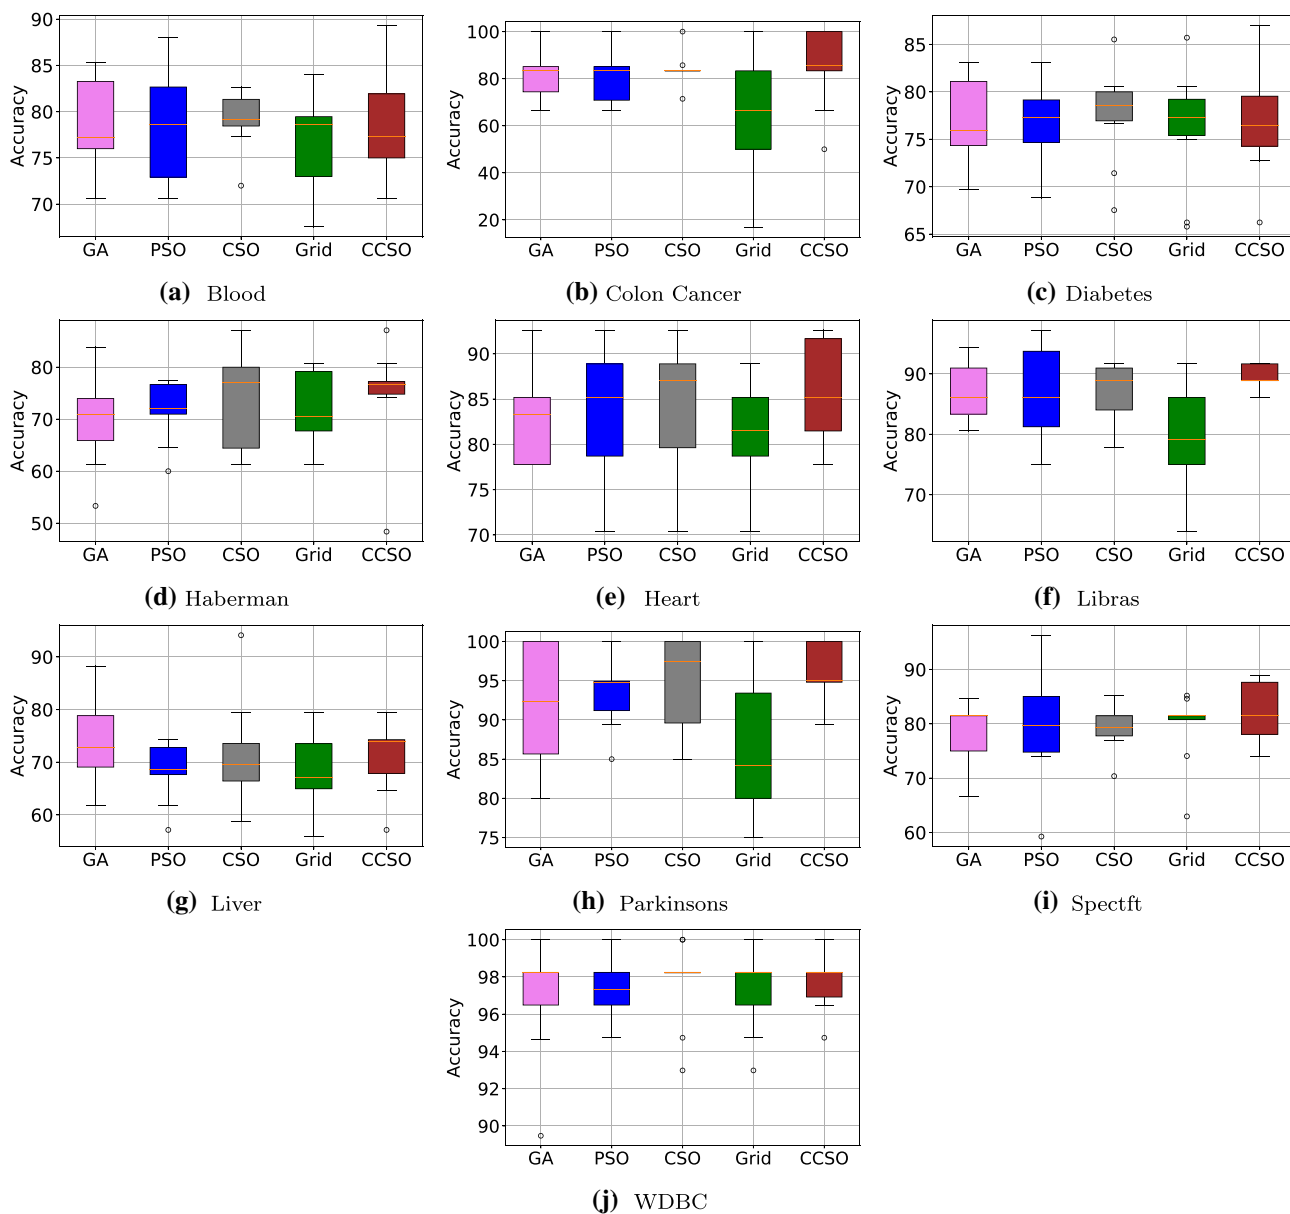 90
85
80
75
70
Accuracy
GA PSO CSO Grid CCSO
(a) Blood
100
80
60
40
20
Accuracy
GA PSO CSO Grid CCSO
(b) Colon Cancer
85
80
75
70
65
Accuracy
GA PSO CSO Grid CCSO
(c) Diabetes
80
70
60
50
Accuracy
GA PSO CSO Grid CCSO
(d) Haberman
90
85
80
75
70
Accuracy
GA PSO CSO Grid CCSO
(e) Heart
90
80
70
Accuracy
GA PSO CSO Grid CCSO
(f) Libras
90
80
70
60
Accuracy
GA PSO CSO Grid CCSO
(g) Liver
100
95
90
85
80
75
Accuracy
GA PSO CSO Grid CCSO
(h) Parkinsons
90
80
70
60
Accuracy
GA PSO CSO Grid CCSO
(i) Spectft
100
98
96
94
92
90
Accuracy
GA PSO CSO Grid CCSO
(j) WDBC